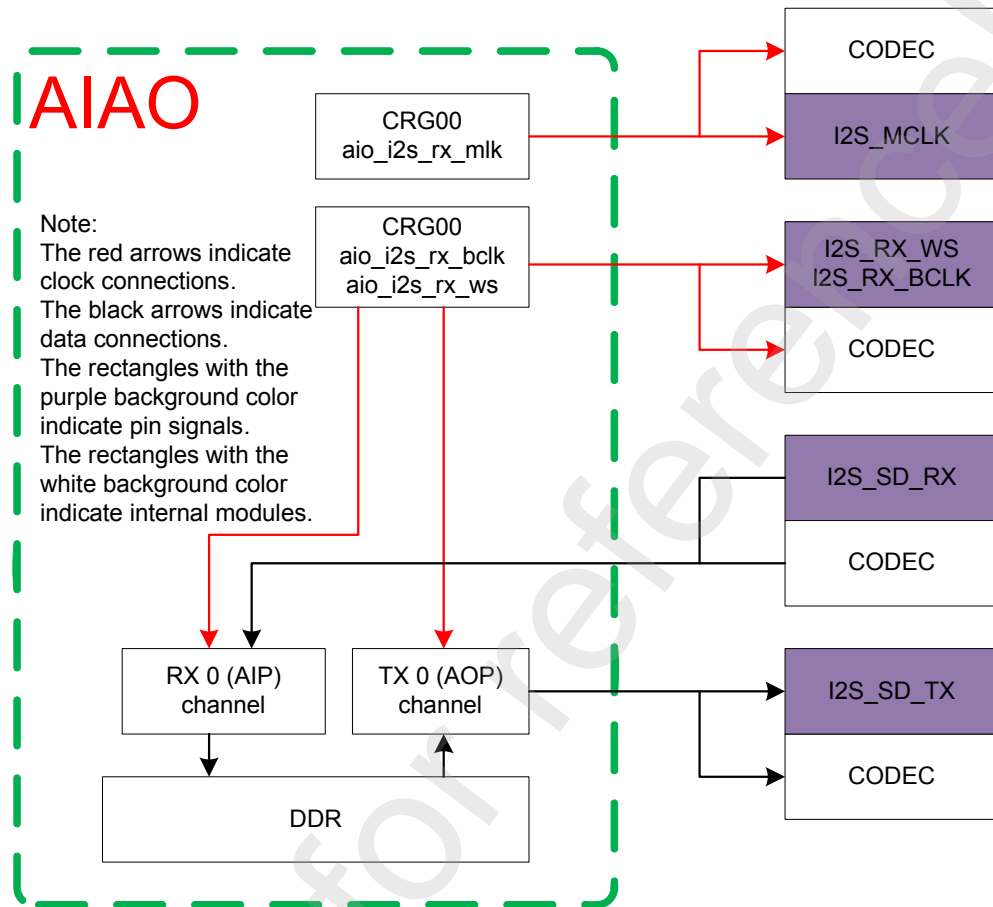 AIAO
CRG00
aio_i2s_rx_mlk
CODEC
I2S_MCLK
Note:
The red arrows indicate
clock connections.
The black arrows indicate
data connections.
The rectangles with the
purple background color
indicate pin signals.
The rectangles with the
white background color
indicate internal modules.
CRG00
aio_i2s_rx_bclk
aio_i2s_rx_ws
I2S_RX_WS
I2S_RX_BCLK
CODEC
I2S_SD_RX
CODEC
RX 0 (AIP)
channel
TX 0 (AOP)
channel
I2S_SD_TX
CODEC
DDR
for reference